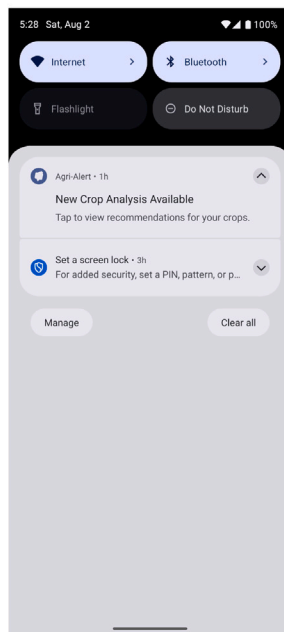 5:28 Sat, Aug 2 100%
Internet Bluetooth
Flashlight Do Not Disturb
Agri-Alert • 1h
New Crop Analysis Available
Tap to view recommendations for your crops.
Set a screen lock • 3h
For added security, set a PIN, pattern, or p...
Manage Clear all